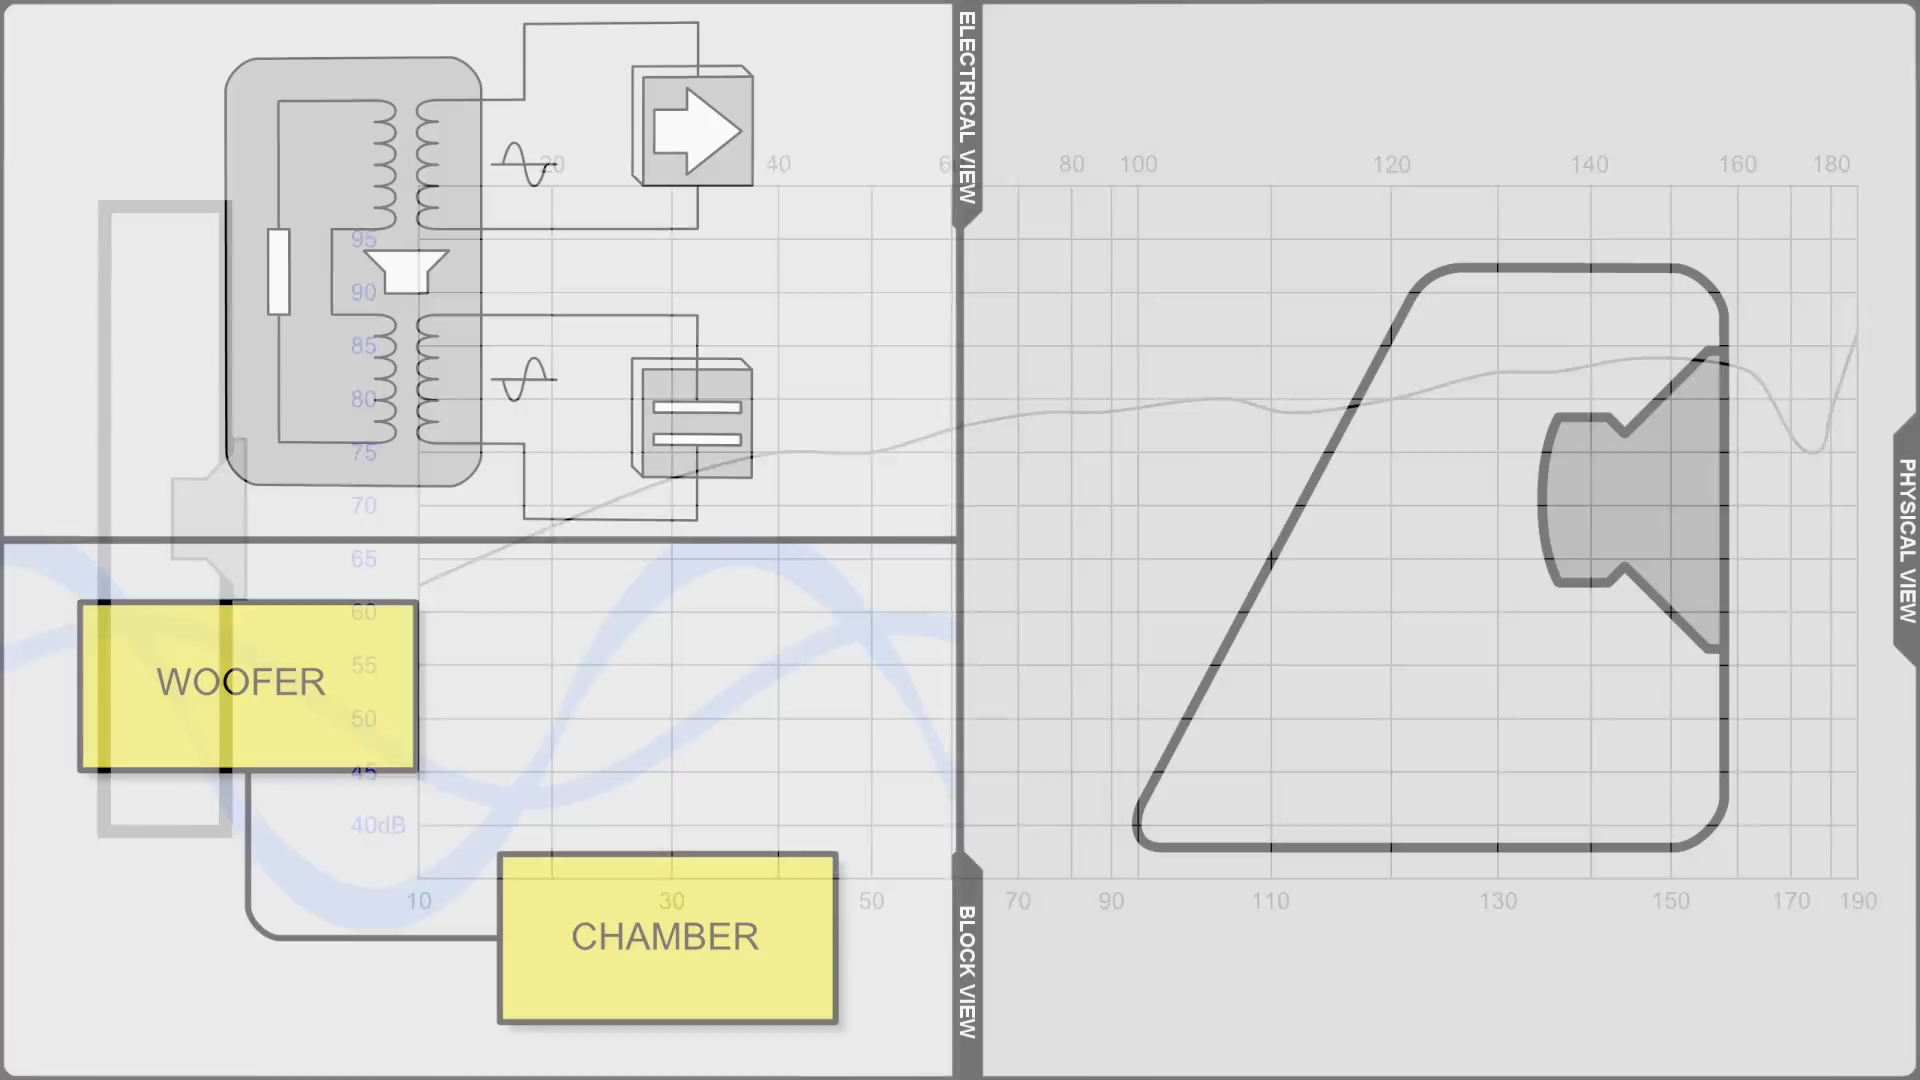 ELECTRICAL VIEW
20 40 6 80 100 120 140 160 180
95
90
85
80
75
70
65
60
55
50
45
40dB
WOOFER
CHAMBER
10 30 50 70 90 110 130 150 170 190
BLOCK VIEW
PHYSICAL VIEW